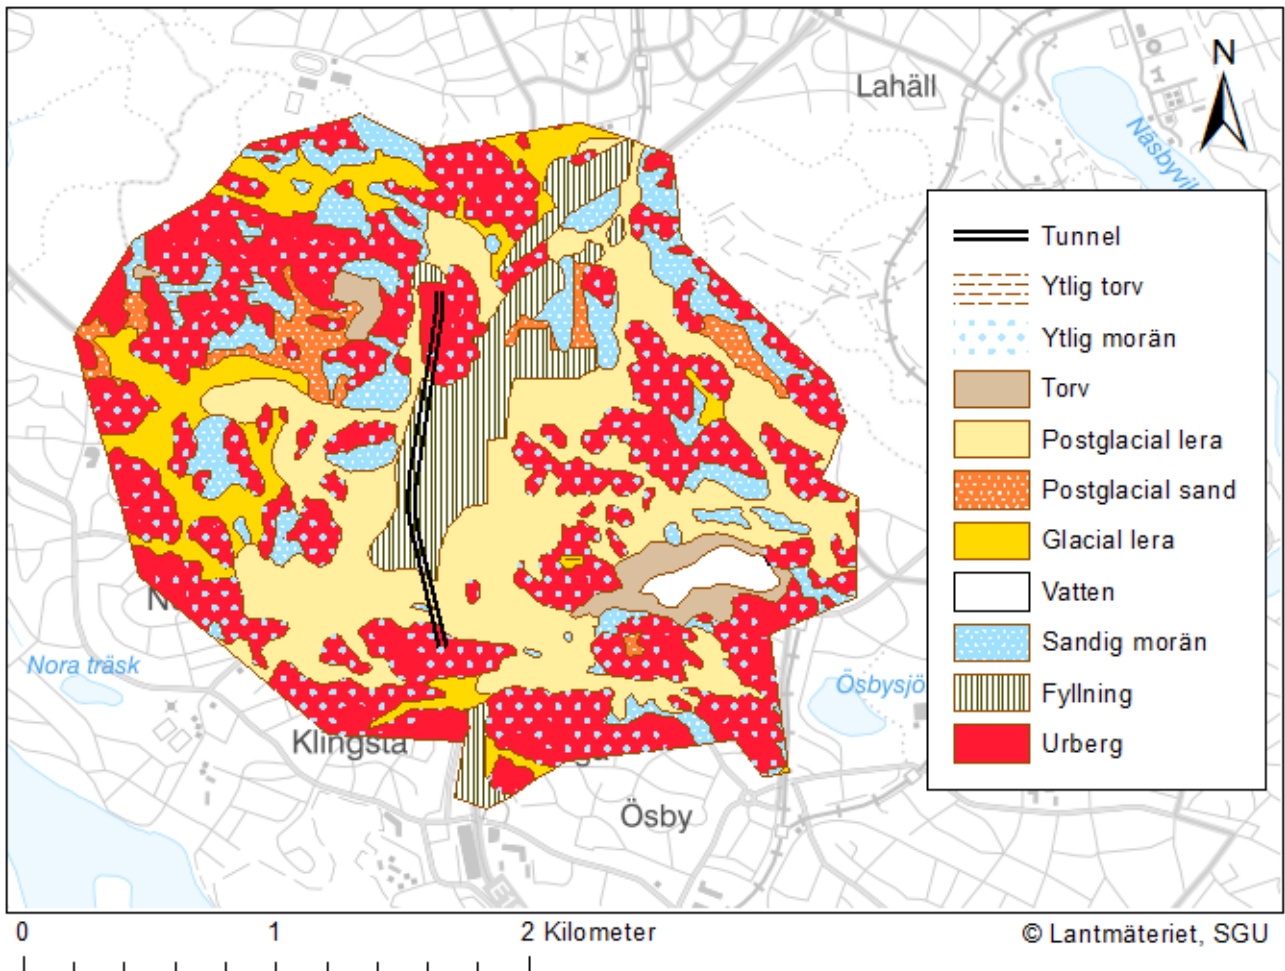 Lahäll
N
Näsbyvi
Tunnel
Ytlig torv
Ytlig morän
Torv
Postglacial lera
Postglacial sand
Glacial lera
Vatten
Sandig morän
Fyllning
Urberg
Nora träsk
Ösbysjö
Klingsta
Ösby
0 1 2 Kilometer
© Lantmäteriet, SGU